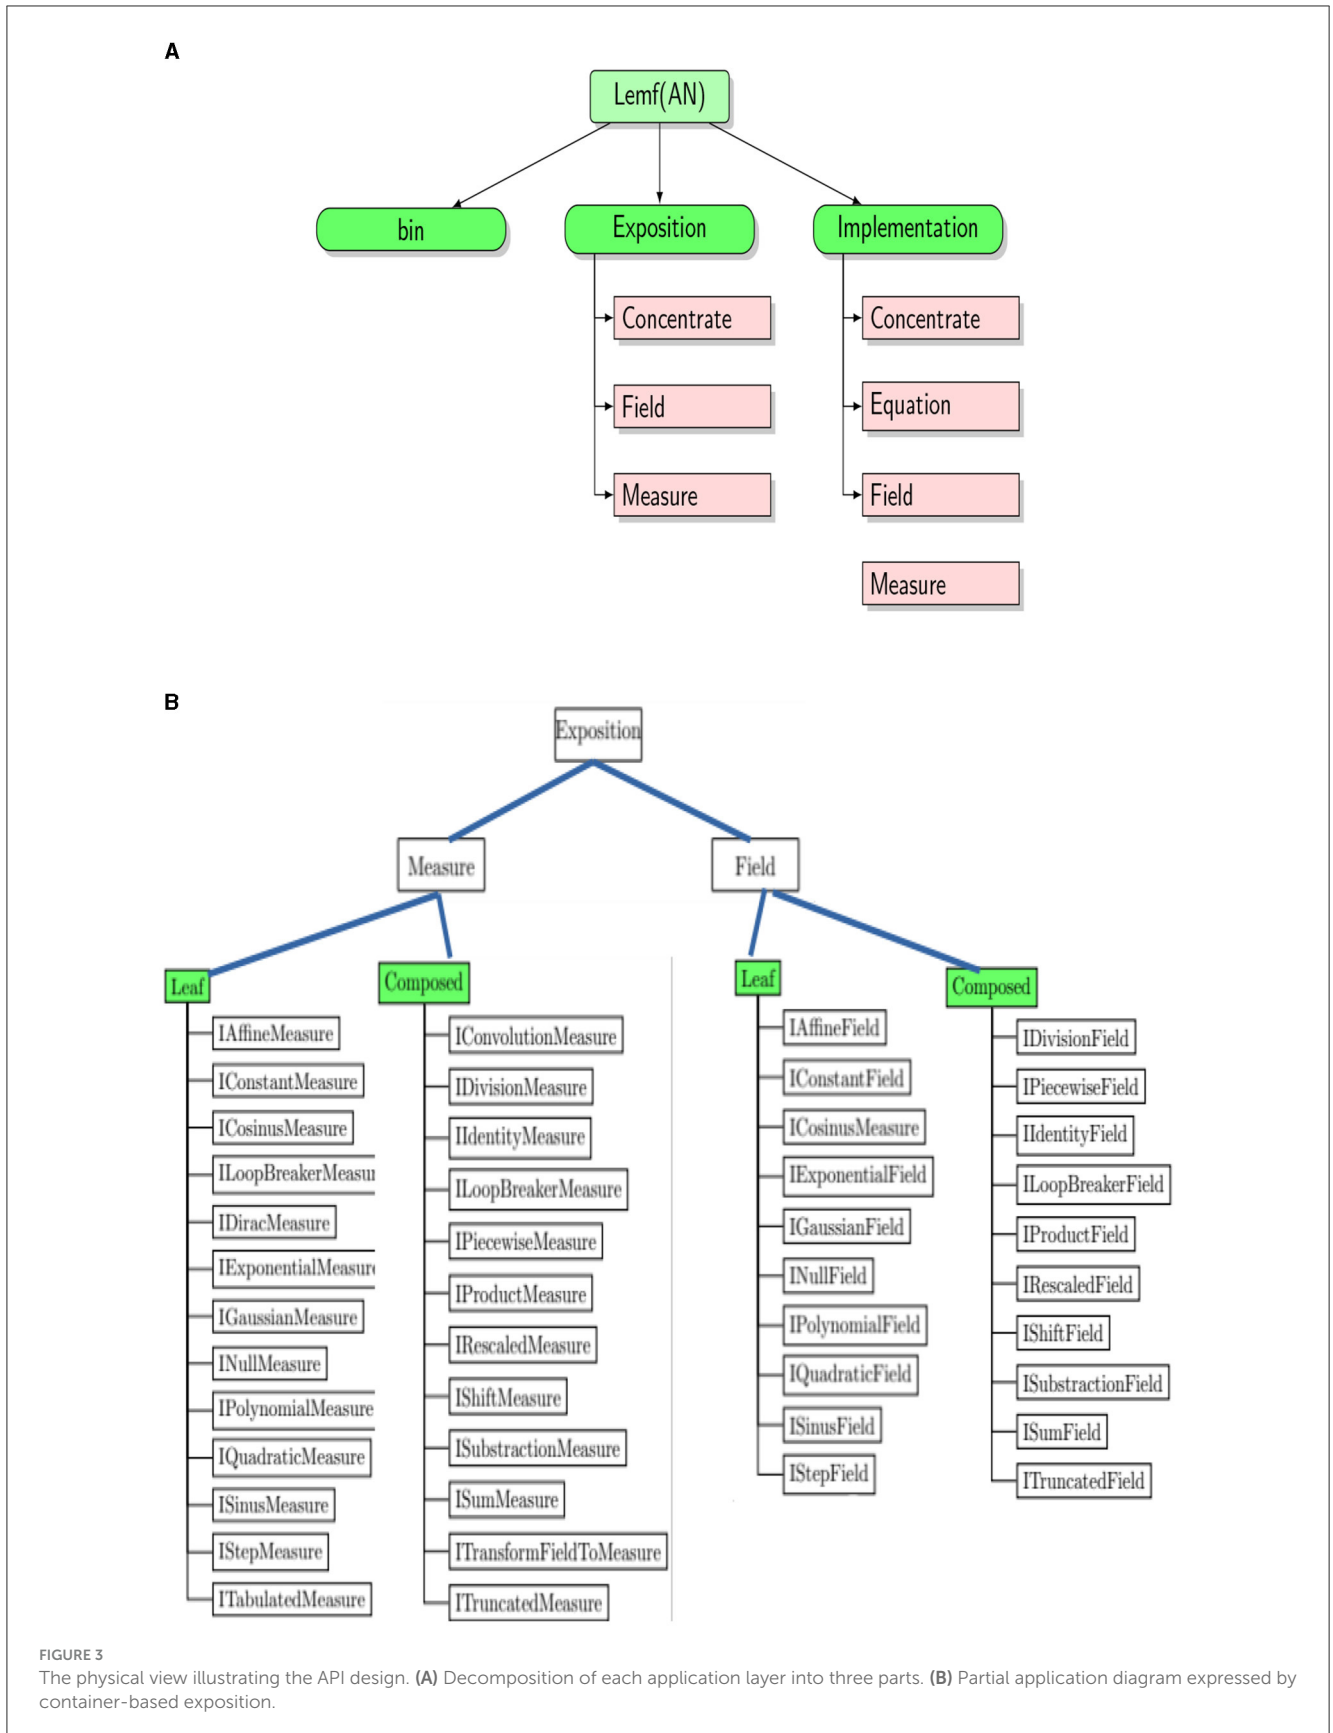 A
Lemf(AN)
bin
Exposition
Implementation
Concentrate
Field
Measure
Concentrate
Equation
Field
Measure
B
Exposition
Measure
Field
Leaf
IAffineMeasure
IConstantMeasure
ICosinusMeasure
ILoopBreakerMeasur
IDiracMeasure
IExponentialMeasure
IGaussianMeasure
INullMeasure
IPolynomialMeasure
IQuadraticMeasure
ISinusMeasure
IStepMeasure
ITabulatedMeasure
Composed
IConvolutionMeasure
IDivisionMeasure
IIdentityMeasure
ILoopBreakerMeasure
IPiecewiseMeasure
IProductMeasure
IRescaledMeasure
IShiftMeasure
ISubstractionMeasure
ISumMeasure
ITransformFieldToMeasure
ITruncatedMeasure
Leaf
IAffineField
IConstantField
ICosinusMeasure
IExponentialField
IGaussianField
INullField
IPolynomialField
IQuadraticField
ISinusField
IStepField
Composed
IDivisionField
IPiecewiseField
IIdentityField
ILoopBreakerField
IProductField
IRescaledField
IShiftField
ISubstractionField
ISumField
ITruncatedField
FIGURE 3
The physical view illustrating the API design. (A) Decomposition of each application layer into three parts. (B) Partial application diagram expressed by
container-based exposition.